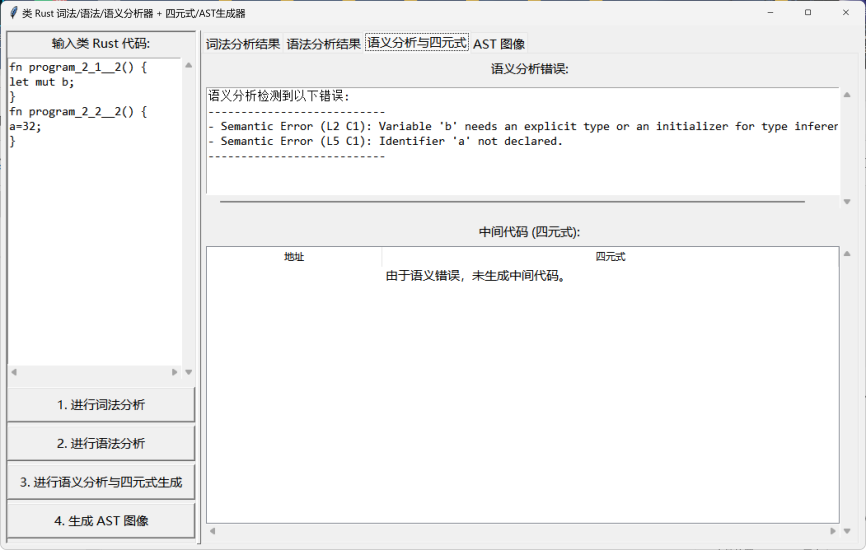 类 Rust 词法/语法/语义分析器 + 四元式/AST生成器
输入类 Rust 代码:
fn program_2_1__2() {
let mut b;
}
fn program_2_2__2() {
a=32;
}
1. 进行词法分析
2. 进行语法分析
3. 进行语义分析与四元式生成
4. 生成 AST 图像
词法分析结果 语法分析结果 语义分析与四元式 AST 图像
语义分析错误:
语义分析检测到以下错误:
---------------------------
- Semantic Error (L2 C1): Variable 'b' needs an explicit type or an initializer for type inferen
- Semantic Error (L5 C1): Identifier 'a' not declared.
---------------------------
中间代码 (四元式):
地址 四元式
由于语义错误，未生成中间代码。